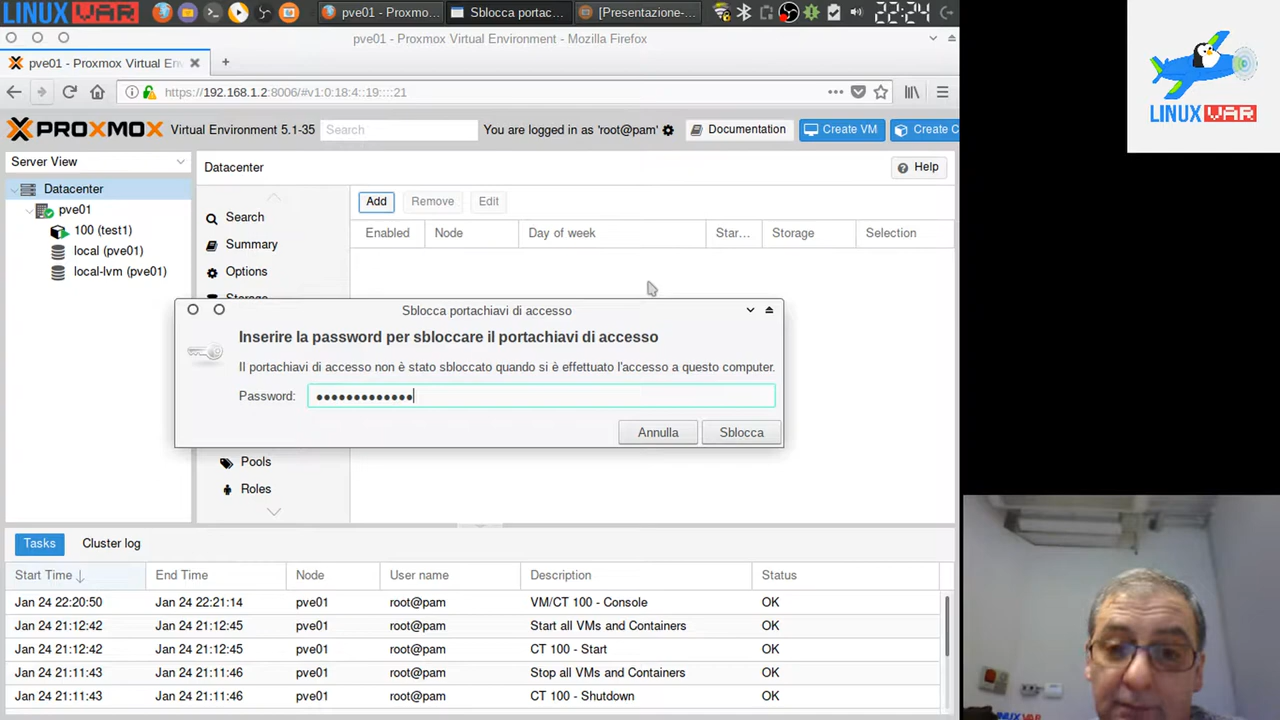 LINUX VAR
pve01 - Proxmo...
Sblocca portac...
[Presentazione-...
22:24
pve01 - Proxmox Virtual Environment - Mozilla Firefox
pve01 - Proxmox Virtual En
https://192.168.1.2:8006/#v1:0:18:4::19::::21
PROXMOX Virtual Environment 5.1-35
Search
You are logged in as 'root@pam'
Documentation
Create VM
Create C
Server View
Datacenter
pve01
100 (test1)
local (pve01)
local-lvm (pve01)
Datacenter
Help
Search
Summary
Options
Storage
Pools
Roles
Add
Remove
Edit
Enabled Node Day of week Star... Storage Selection
Sblocca portachiavi di accesso
Inserire la password per sbloccare il portachiavi di accesso
Il portachiavi di accesso non è stato sbloccato quando si è effettuato l'accesso a questo computer.
Password: •••••••••••••
Annulla
Sblocca
Tasks
Cluster log
Start Time End Time Node User name Description Status
Jan 24 22:20:50 Jan 24 22:21:14 pve01 root@pam VM/CT 100 - Console OK
Jan 24 21:12:42 Jan 24 21:12:45 pve01 root@pam Start all VMs and Containers OK
Jan 24 21:12:42 Jan 24 21:12:45 pve01 root@pam CT 100 - Start OK
Jan 24 21:11:43 Jan 24 21:11:46 pve01 root@pam Stop all VMs and Containers OK
Jan 24 21:11:43 Jan 24 21:11:46 pve01 root@pam CT 100 - Shutdown OK
LINUX VAR
LINUX VAR